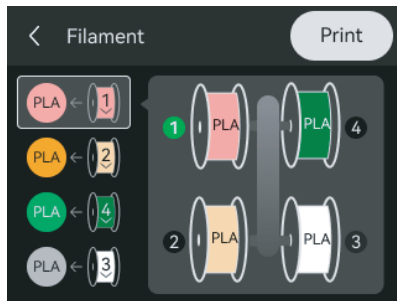 Filament
Print
PLA 1
PLA 2
PLA 4
PLA 3
1 PLA PLA 4
2 PLA PLA 3